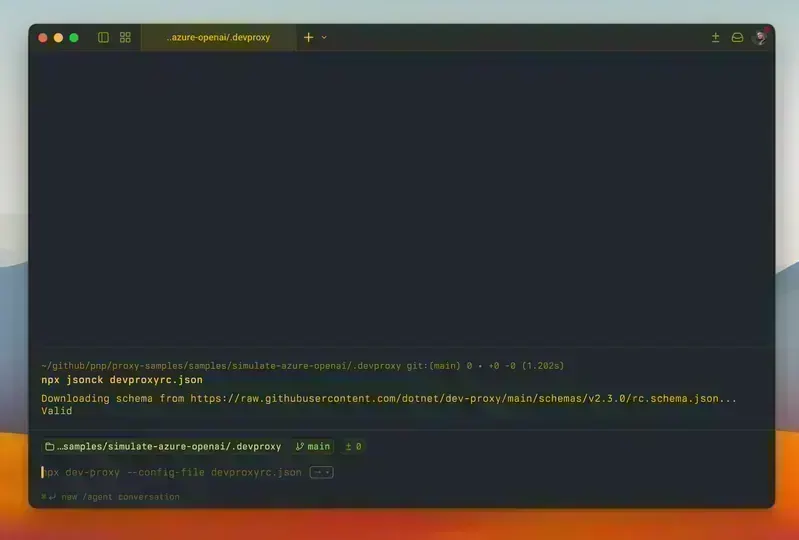 ..azure-openai/.devproxy
~/github/pnp/proxy-samples/samples/simulate-azure-openai/.devproxy git:(main) 0 • +0 -0 (1.202s)
npx jsonck devproxyrc.json
Downloading schema from https://raw.githubusercontent.com/dotnet/dev-proxy/main/schemas/v2.3.0/rc.schema.json...
Valid
…samples/simulate-azure-openai/.devproxy main ± 0
npx dev-proxy --config-file devproxyrc.json
⌘↵ new /agent conversation